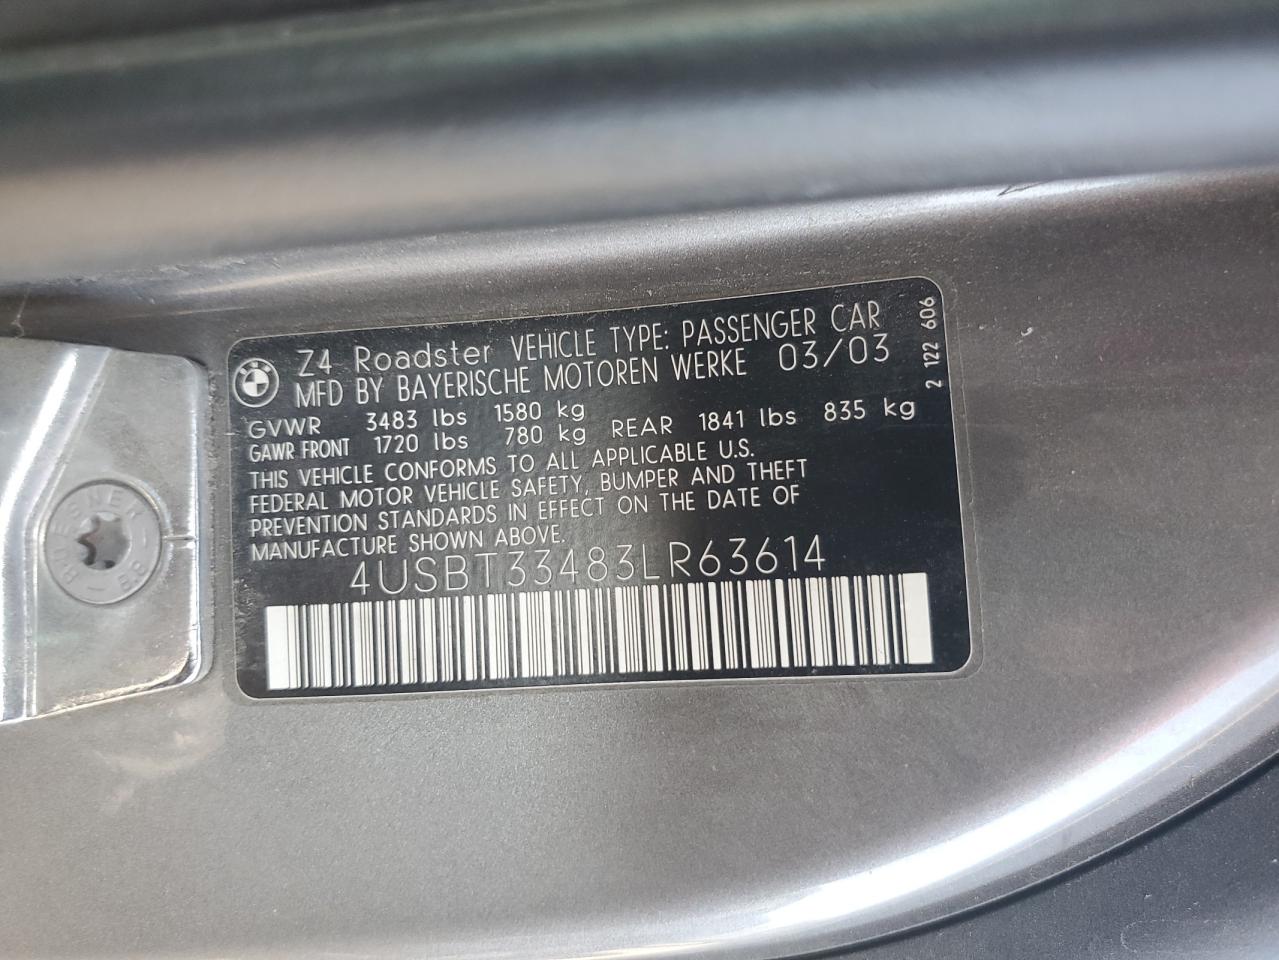 Z4 Roadster VEHICLE TYPE: PASSENGER CAR
MFD BY BAYERISCHE MOTOREN WERKE 03/03
GVWR 3483 lbs 1580 kg
GAWR FRONT 1720 lbs 780 kg REAR 1841 lbs 835 kg
THIS VEHICLE CONFORMS TO ALL APPLICABLE U.S.
FEDERAL MOTOR VEHICLE SAFETY, BUMPER AND THEFT
PREVENTION STANDARDS IN EFFECT ON THE DATE OF
MANUFACTURE SHOWN ABOVE.
4USBT33483LR63614
2 122 606
8.8